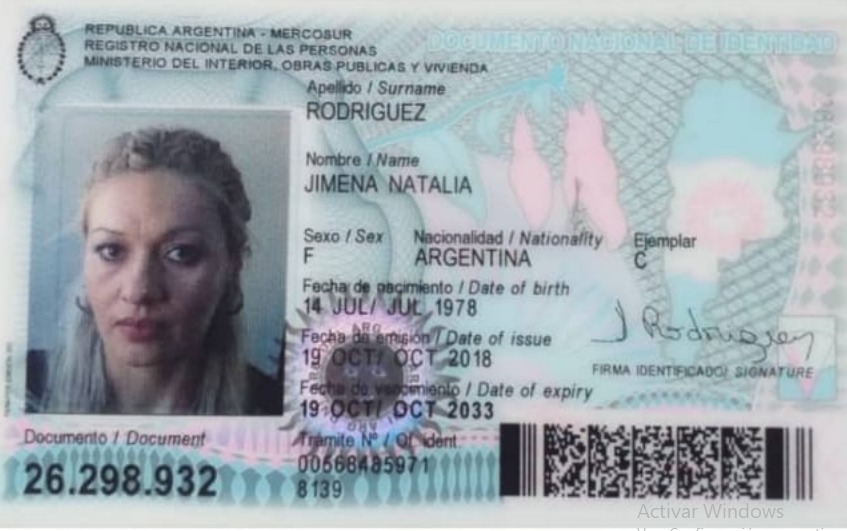 REPUBLICA ARGENTINA - MERCOSUR
REGISTRO NACIONAL DE LAS PERSONAS
MINISTERIO DEL INTERIOR, OBRAS PUBLICAS Y VIVIENDA
DOCUMENTO NACIONAL DE IDENTIDAD
Apellido / Surname
RODRIGUEZ
Nombre / Name
JIMENA NATALIA
Sexo / Sex Nacionalidad / Nationality Ejemplar
F ARGENTINA C
Fecha de nacimiento / Date of birth
14 JUL/ JUL 1978
Fecha de emisión / Date of issue
19 OCT/ OCT 2018
J Rodriguez
FIRMA IDENTIFICADO/ SIGNATURE
Fecha de vencimiento / Date of expiry
19 OCT/ OCT 2033
Documento / Document
26.298.932
Trámite Nº / Of. ident.
00568485971
8139
Activar Windows